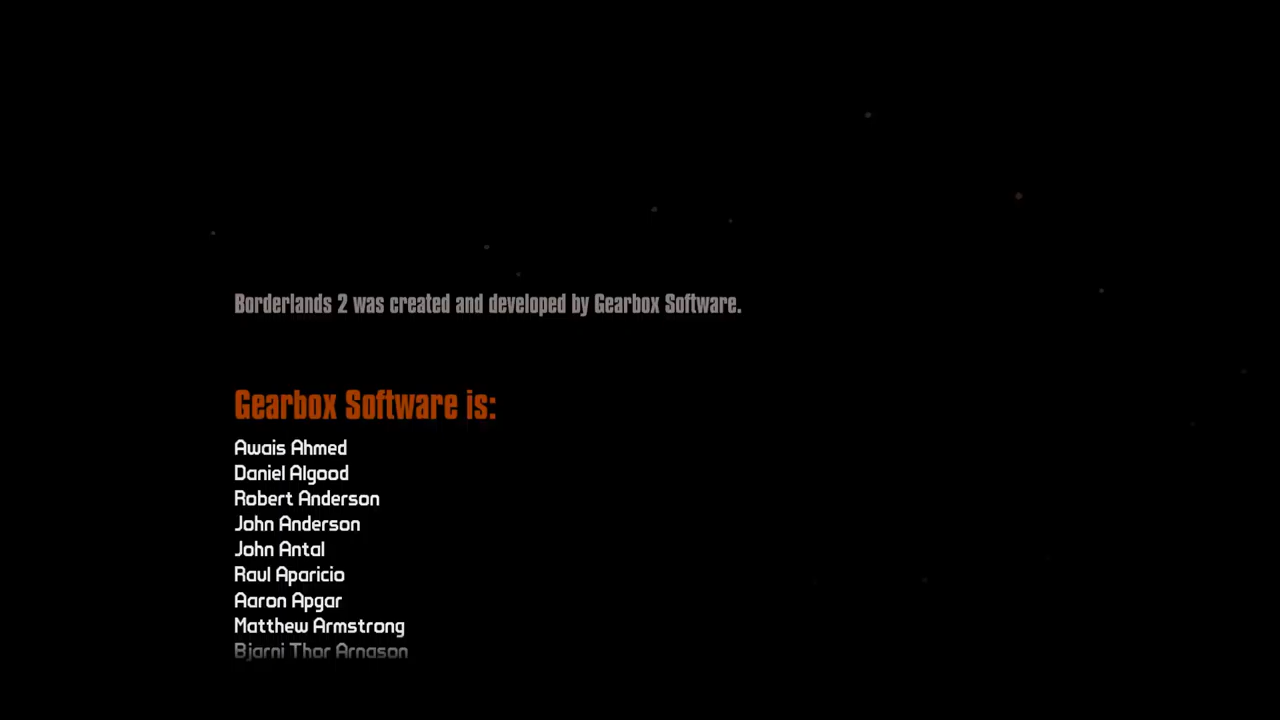 Borderlands 2 was created and developed by Gearbox Software.
Gearbox Software is:
Awais Ahmed
Daniel Algood
Robert Anderson
John Anderson
John Antal
Raul Aparicio
Aaron Apgar
Matthew Armstrong
Bjarni Thor Arnason